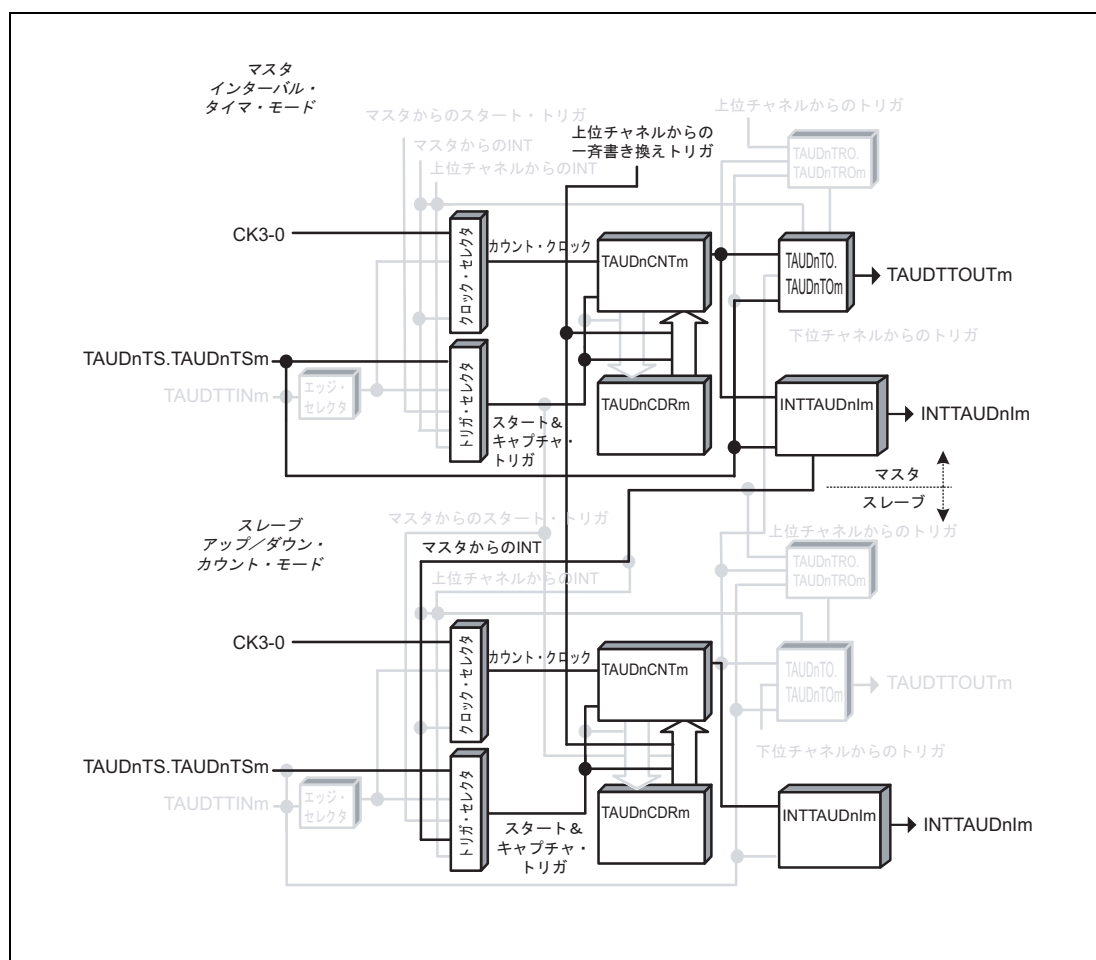 マスタ
インターバル・
タイマ・モード
マスタからのスタート・トリガ
マスタからのINT
上位チャネルからのINT
上位チャネルからの
一斉書き換えトリガ
上位チャネルからのトリガ
TAUDnTRO.
TAUDnTROm
CK3-0
クロック・セレクタ
カウント・クロック
TAUDnCNTm
TAUDnTO.
TAUDnTOm
TAUDTTOUTm
下位チャネルからのトリガ
TAUDnTS.TAUDnTSm
TAUDTTINm
エッジ・
セレクタ
トリガ・セレクタ
スタート&
キャプチャ・
トリガ
TAUDnCDRm
INTTAUDnIm
INTTAUDnIm
マスタ
スレーブ
スレーブ
アップ/ダウン・
カウント・モード
マスタからのスタート・トリガ
マスタからのINT
上位チャネルからのINT
上位チャネルからのトリガ
TAUDnTRO.
TAUDnTROm
CK3-0
クロック・セレクタ
カウント・クロック
TAUDnCNTm
TAUDnTO.
TAUDnTOm
TAUDTTOUTm
下位チャネルからのトリガ
TAUDnTS.TAUDnTSm
TAUDTTINm
エッジ・
セレクタ
トリガ・セレクタ
スタート&
キャプチャ・
トリガ
TAUDnCDRm
INTTAUDnIm
INTTAUDnIm